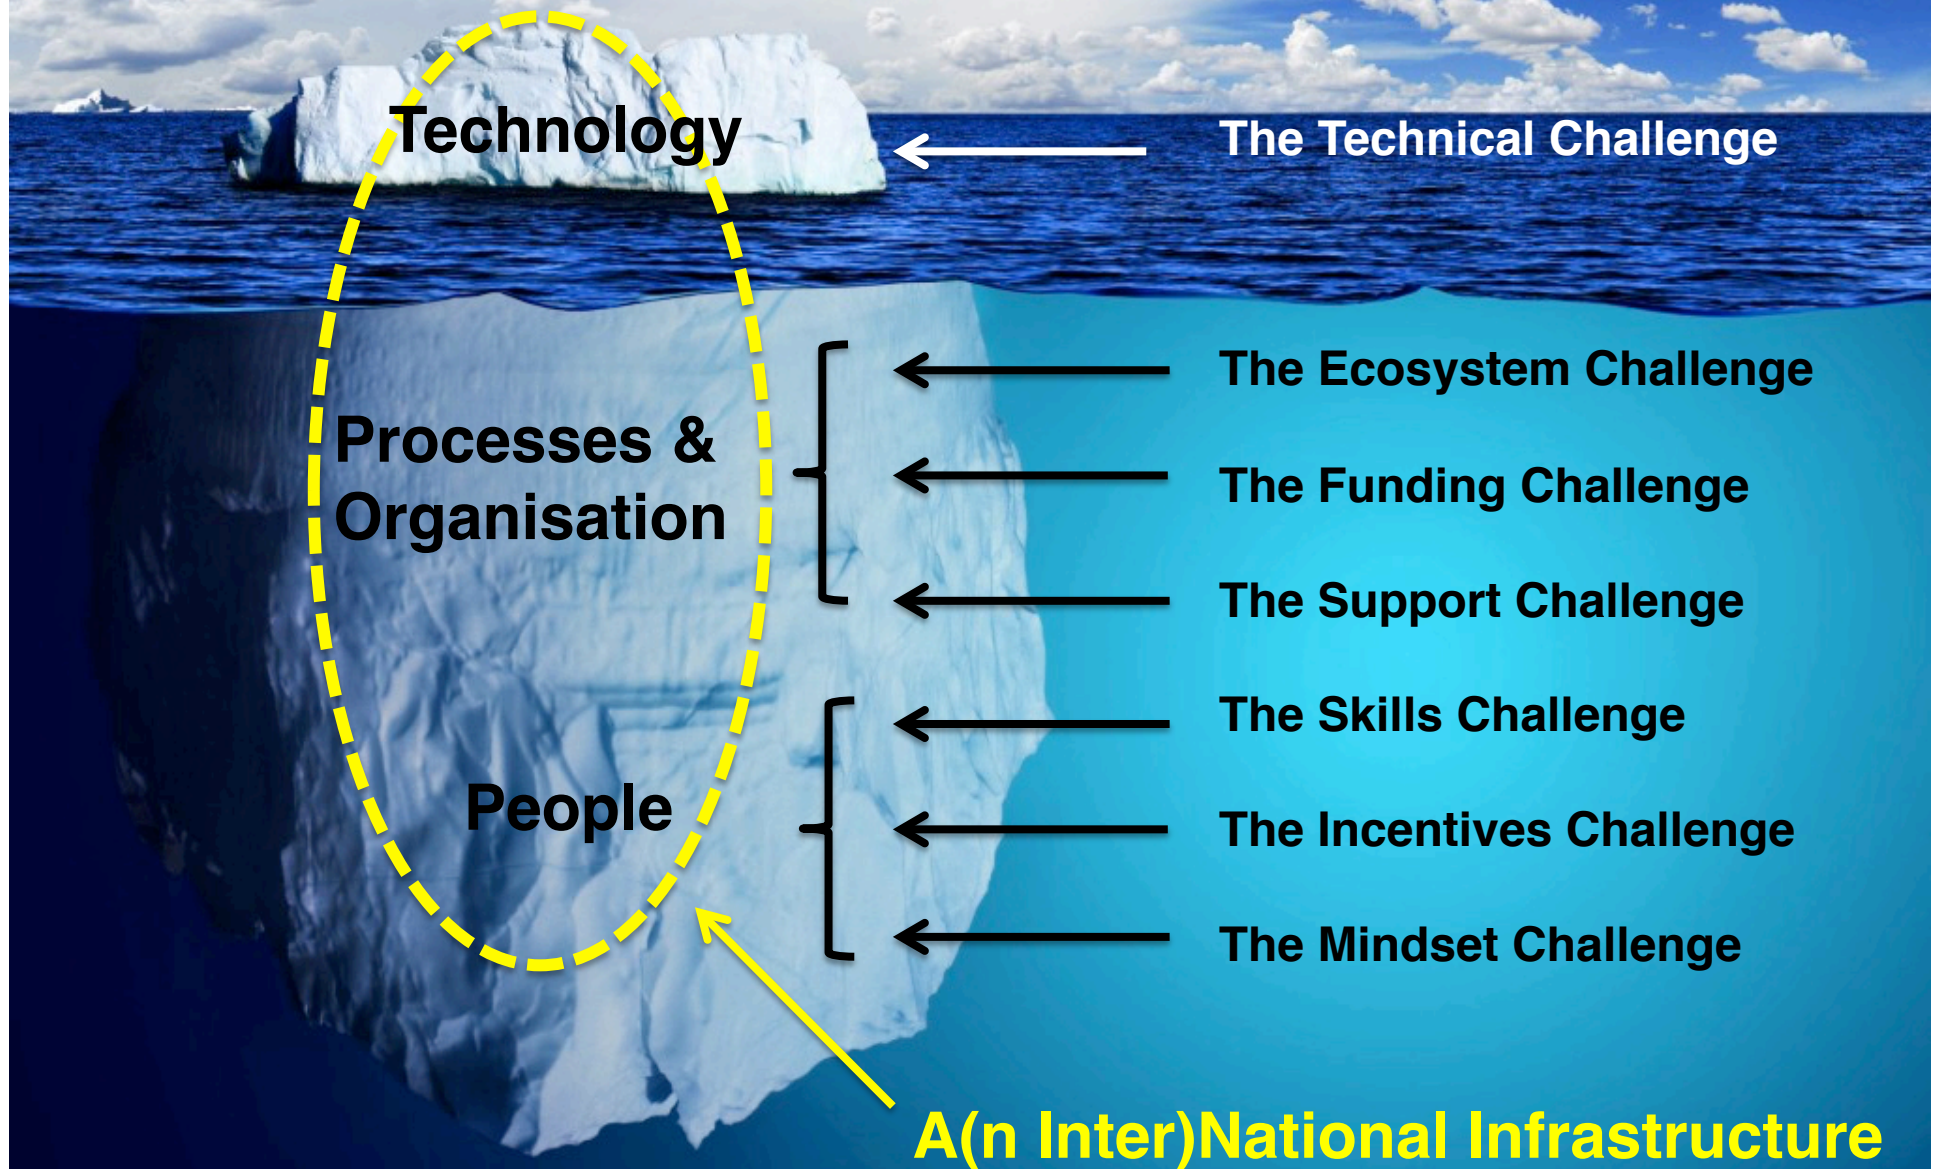 Technology
The Technical Challenge
The Ecosystem Challenge
Processes &
Organisation
The Funding Challenge
The Support Challenge
The Skills Challenge
People
The Incentives Challenge
The Mindset Challenge
A(n Inter)National Infrastructure